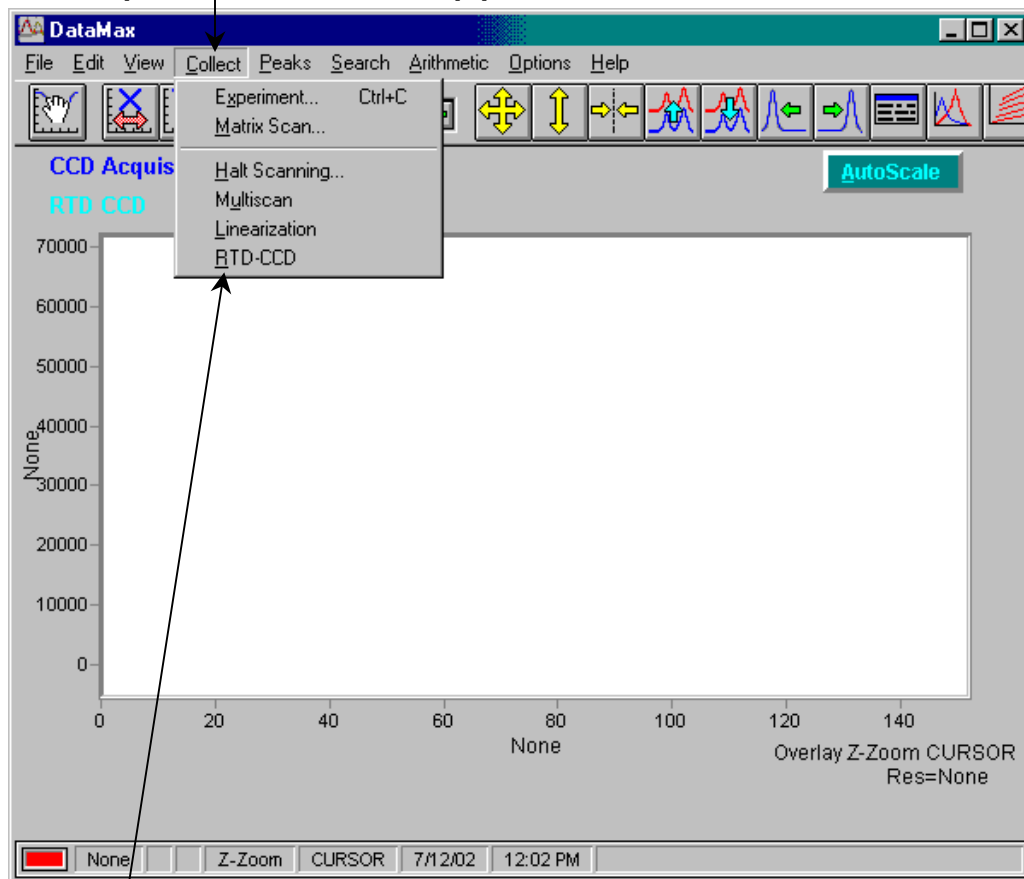 DataMax
File Edit View Collect Peaks Search Arithmetic Options Help
Experiment... Ctrl+C
Matrix Scan...
Halt Scanning...
Multiscan
Linearization
RTD-CCD
CCD Acquis
RTD CCD
AutoScale
70000
60000
50000
40000
30000
20000
10000
0
None
0 20 40 60 80 100 120 140
None
Overlay Z-Zoom CURSOR
Res=None
None Z-Zoom CURSOR 7/12/02 12:02 PM